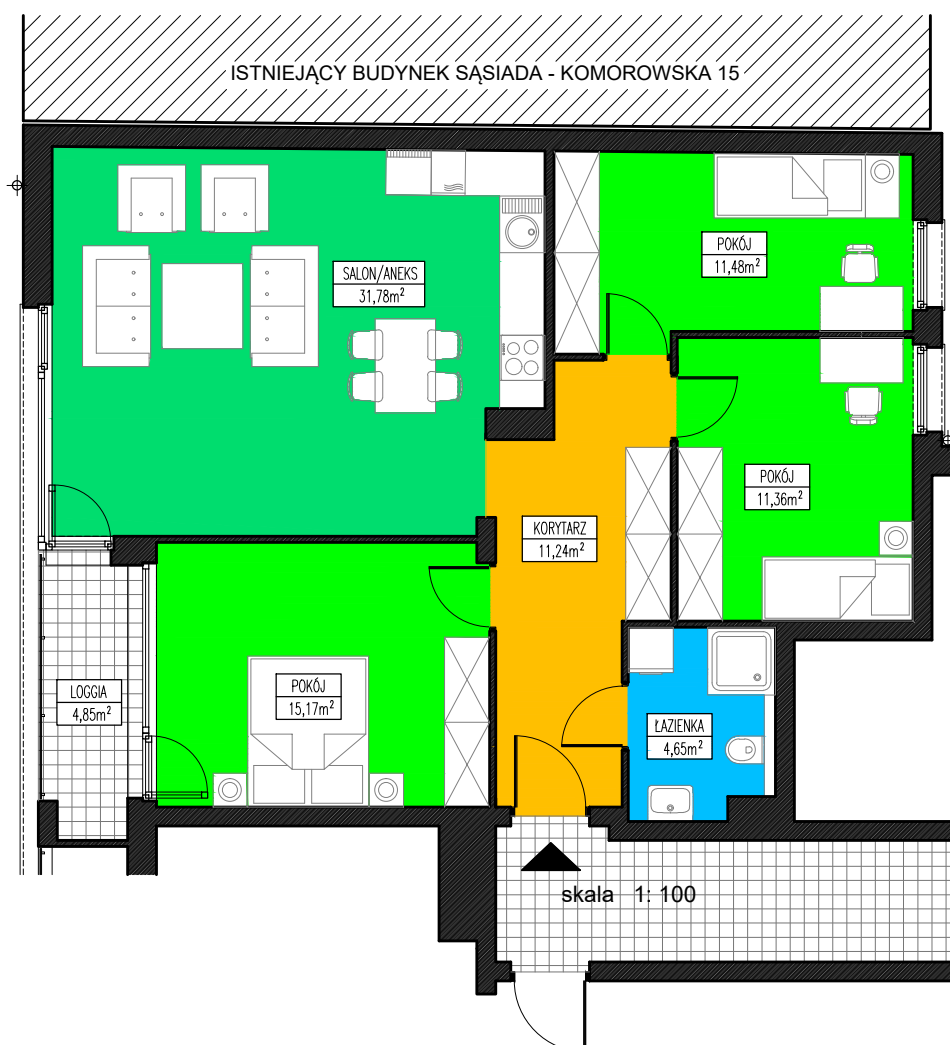 ISTNIEJĄCY BUDYNEK SĄSIADA - KOMOROWSKA 15
SALON/ANEKS
31,78m²
POKÓJ
11,48m²
POKÓJ
11,36m²
KORYTARZ
11,24m²
LOGGIA
4,85m²
POKÓJ
15,17m²
ŁAZIENKA
4,65m²
skala 1: 100